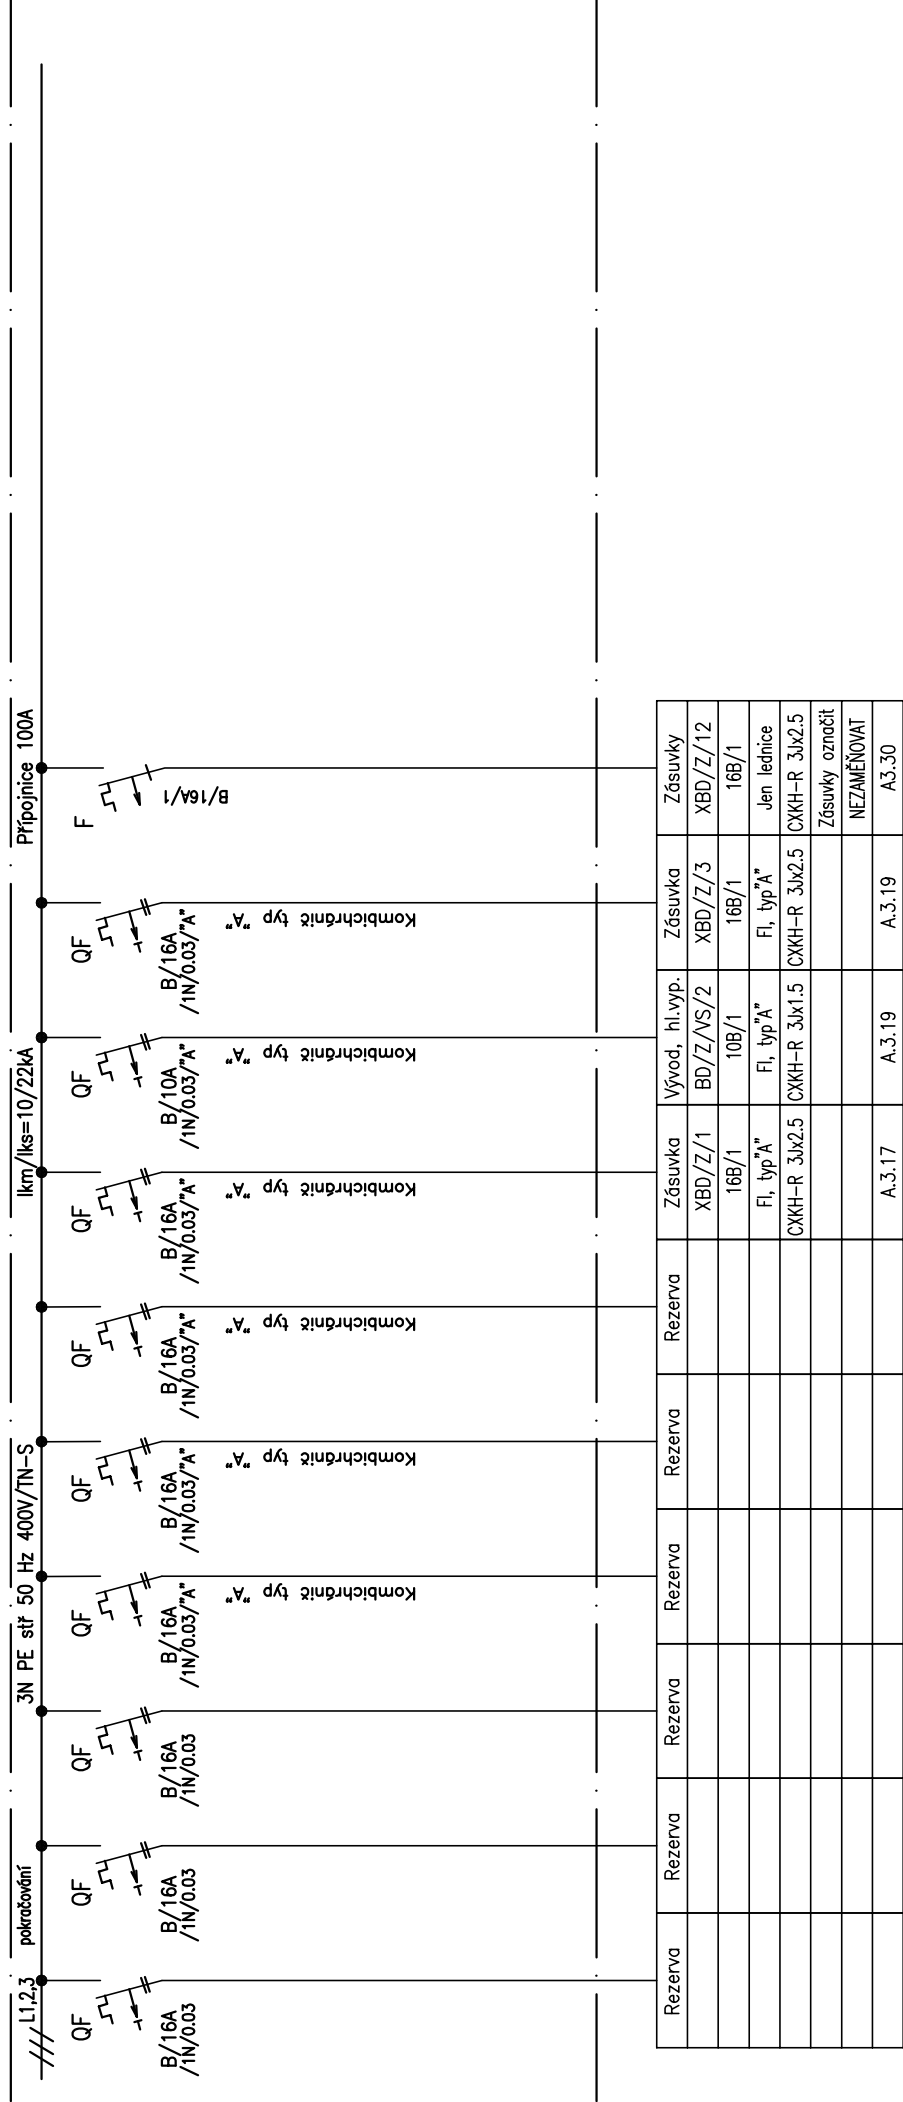 L1,2,3
pokračování
3N PE stř 50 Hz 400V/TN-S
Ikm/Iks=10/22kA
Přípojnice 100A
QF
B/16A
/1N/0.03
QF
B/16A
/1N/0.03
QF
B/16A
/1N/0.03
QF
B/16A
/1N/0.03/"A"
Kombichránič typ "A"
QF
B/16A
/1N/0.03/"A"
Kombichránič typ "A"
QF
B/16A
/1N/0.03/"A"
Kombichránič typ "A"
QF
B/16A
/1N/0.03/"A"
Kombichránič typ "A"
QF
B/10A
/1N/0.03/"A"
Kombichránič typ "A"
QF
B/16A
/1N/0.03/"A"
Kombichránič typ "A"
F
B/16A/1
Rezerva
Rezerva
Rezerva
Rezerva
Rezerva
Rezerva
Zásuvka
XBD/Z/1
16B/1
FI, typ"A"
CXKH-R 3Jx2.5
A.3.17
Vývod, hl.vyp.
BD/Z/VS/2
10B/1
FI, typ"A"
CXKH-R 3Jx1.5
A.3.19
Zásuvka
XBD/Z/3
16B/1
FI, typ"A"
CXKH-R 3Jx2.5
A.3.19
Zásuvky
XBD/Z/12
16B/1
Jen lednice
CXKH-R 3Jx2.5
Zásuvky označit
NEZAMĚŇOVAT
A3.30